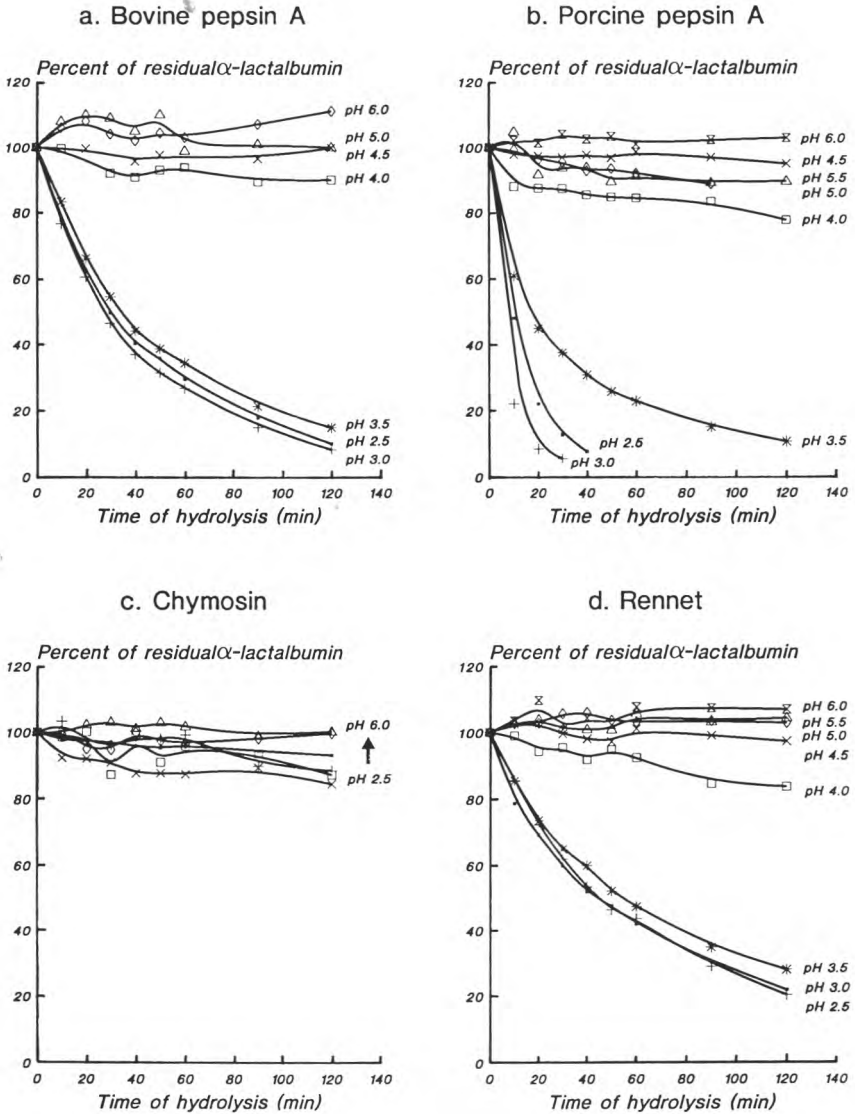 a. Bovine pepsin A
Percent of residualα-lactalbumin
120
100
80
60
40
20
0
pH 6.0
pH 5.0
pH 4.5
pH 4.0
pH 3.5
pH 2.5
pH 3.0
0 20 40 60 80 100 120 140
Time of hydrolysis (min)
b. Porcine pepsin A
Percent of residualα-lactalbumin
120
100
80
60
40
20
0
pH 6.0
pH 4.5
pH 5.5
pH 5.0
pH 4.0
pH 3.5
pH 2.5
pH 3.0
0 20 40 60 80 100 120 140
Time of hydrolysis (min)
c. Chymosin
Percent of residualα-lactalbumin
120
100
80
60
40
20
0
pH 6.0
pH 2.5
0 20 40 60 80 100 120 140
Time of hydrolysis (min)
d. Rennet
Percent of residualα-lactalbumin
120
100
80
60
40
20
0
pH 6.0
pH 5.5
pH 5.0
pH 4.5
pH 4.0
pH 3.5
pH 3.0
pH 2.5
0 20 40 60 80 100 120 140
Time of hydrolysis (min)